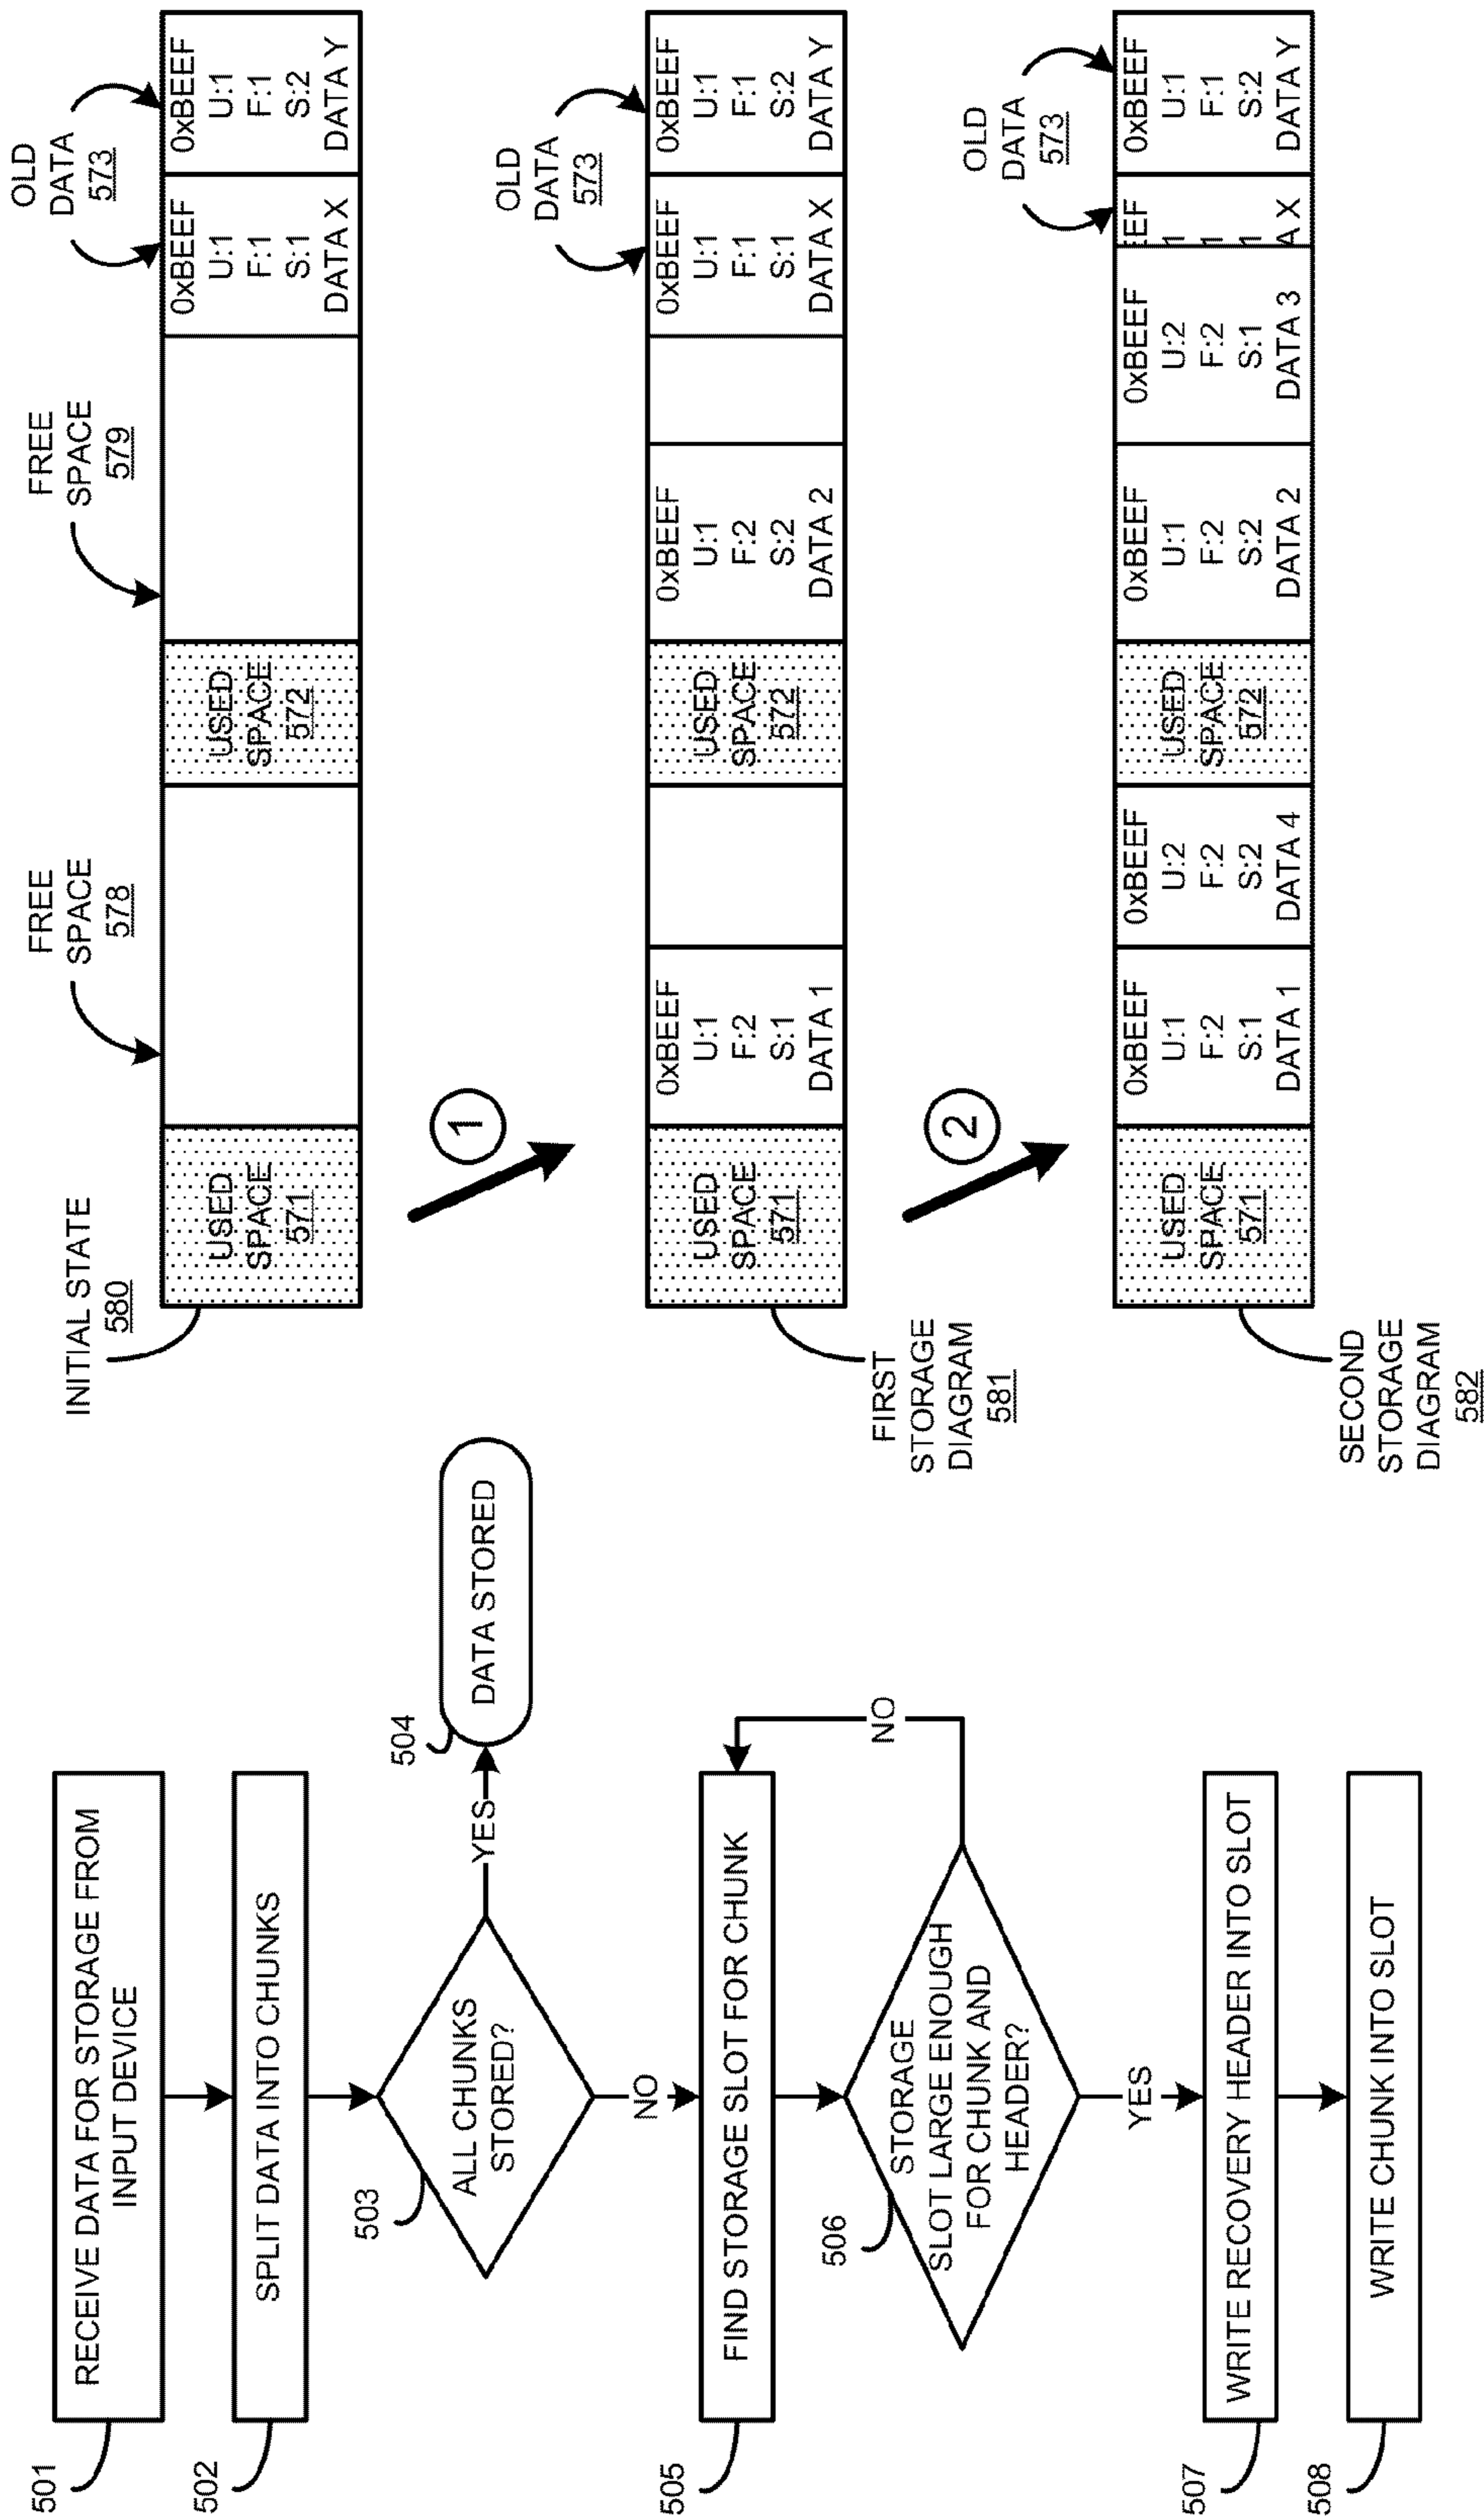 501
RECEIVE DATA FOR STORAGE FROM
INPUT DEVICE
502
SPLIT DATA INTO CHUNKS
503
ALL CHUNKS
STORED?
YES
504
DATA STORED
NO
505
FIND STORAGE SLOT FOR CHUNK
506
STORAGE
SLOT LARGE ENOUGH
FOR CHUNK AND
HEADER?
NO
YES
507
WRITE RECOVERY HEADER INTO SLOT
508
WRITE CHUNK INTO SLOT
INITIAL STATE
580
FREE
SPACE
578
FREE
SPACE
579
OLD
DATA
573
USED
SPACE
571
USED
SPACE
572
0xBEEF
U:1
F:1
S:1
DATA X
0xBEEF
U:1
F:1
S:2
DATA Y
1
FIRST
STORAGE
DIAGRAM
581
OLD
DATA
573
USED
SPACE
571
0xBEEF
U:1
F:2
S:1
DATA 1
USED
SPACE
572
0xBEEF
U:1
F:2
S:2
DATA 2
0xBEEF
U:1
F:1
S:1
DATA X
0xBEEF
U:1
F:1
S:2
DATA Y
2
SECOND
STORAGE
DIAGRAM
582
OLD
DATA
573
USED
SPACE
571
0xBEEF
U:1
F:2
S:1
DATA 1
0xBEEF
U:2
F:2
S:2
DATA 4
USED
SPACE
572
0xBEEF
U:1
F:2
S:2
DATA 2
0xBEEF
U:2
F:2
S:1
DATA 3
EEF
1
1
1
A X
0xBEEF
U:1
F:1
S:2
DATA Y